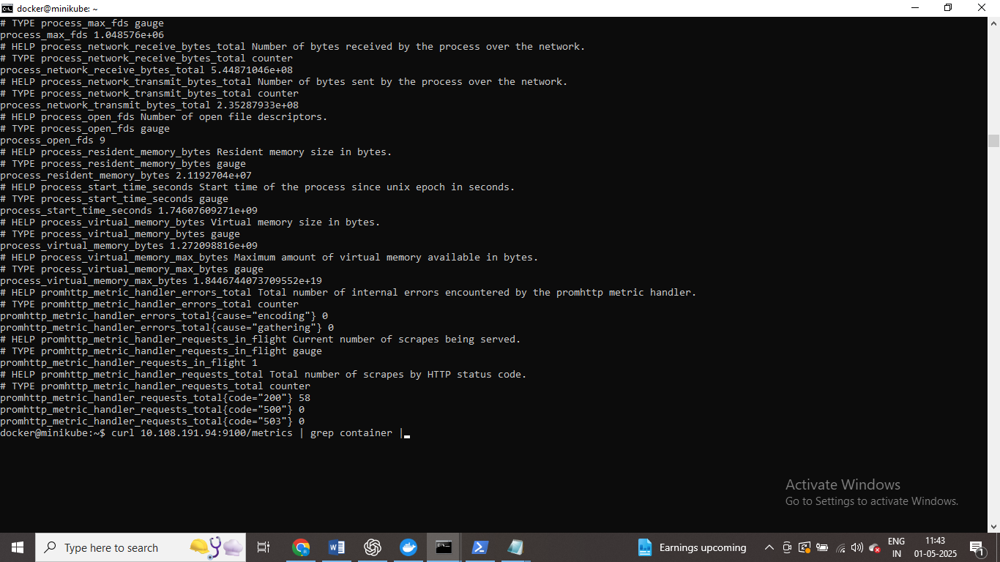 docker@minikube: ~
# TYPE process_max_fds gauge
process_max_fds 1.048576e+06
# HELP process_network_receive_bytes_total Number of bytes received by the process over the network.
# TYPE process_network_receive_bytes_total counter
process_network_receive_bytes_total 5.44871046e+08
# HELP process_network_transmit_bytes_total Number of bytes sent by the process over the network.
# TYPE process_network_transmit_bytes_total counter
process_network_transmit_bytes_total 2.35287933e+08
# HELP process_open_fds Number of open file descriptors.
# TYPE process_open_fds gauge
process_open_fds 9
# HELP process_resident_memory_bytes Resident memory size in bytes.
# TYPE process_resident_memory_bytes gauge
process_resident_memory_bytes 2.1192704e+07
# HELP process_start_time_seconds Start time of the process since unix epoch in seconds.
# TYPE process_start_time_seconds gauge
process_start_time_seconds 1.74607609271e+09
# HELP process_virtual_memory_bytes Virtual memory size in bytes.
# TYPE process_virtual_memory_bytes gauge
process_virtual_memory_bytes 1.272098816e+09
# HELP process_virtual_memory_max_bytes Maximum amount of virtual memory available in bytes.
# TYPE process_virtual_memory_max_bytes gauge
process_virtual_memory_max_bytes 1.8446744073709552e+19
# HELP promhttp_metric_handler_errors_total Total number of internal errors encountered by the promhttp metric handler.
# TYPE promhttp_metric_handler_errors_total counter
promhttp_metric_handler_errors_total{cause="encoding"} 0
promhttp_metric_handler_errors_total{cause="gathering"} 0
# HELP promhttp_metric_handler_requests_in_flight Current number of scrapes being served.
# TYPE promhttp_metric_handler_requests_in_flight gauge
promhttp_metric_handler_requests_in_flight 1
# HELP promhttp_metric_handler_requests_total Total number of scrapes by HTTP status code.
# TYPE promhttp_metric_handler_requests_total counter
promhttp_metric_handler_requests_total{code="200"} 58
promhttp_metric_handler_requests_total{code="500"} 0
promhttp_metric_handler_requests_total{code="503"} 0
docker@minikube:~$ curl 10.108.191.94:9100/metrics | grep container |
Activate Windows
Go to Settings to activate Windows.
Type here to search
Earnings upcoming
ENG
IN
11:43
01-05-2025
1